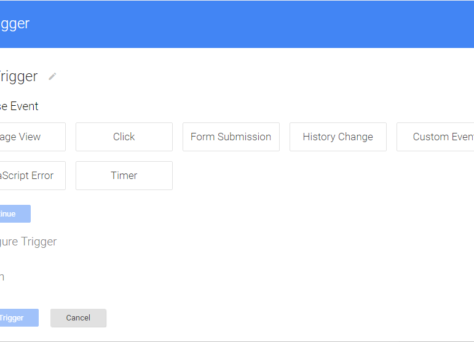 gger
rigger
se Event
age View Click Form Submission History Change Custom Even
aScript Error Timer
inue
gure Trigger
n
Trigger Cancel